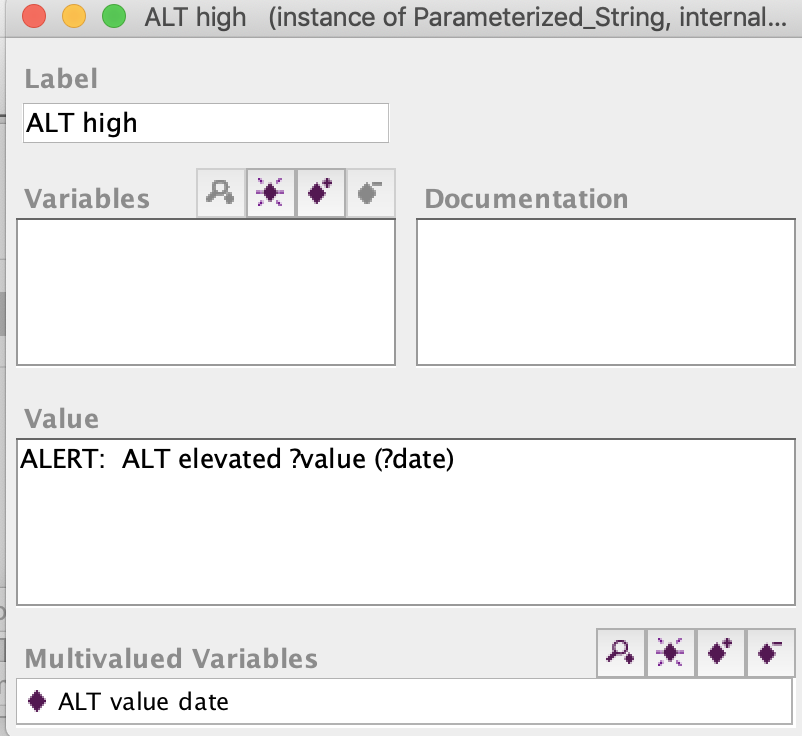 ALT high   (instance of Parameterized_String, internal...
Label
ALT high
Variables
Documentation
Value
ALERT:  ALT elevated ?value (?date)
Multivalued Variables
ALT value date